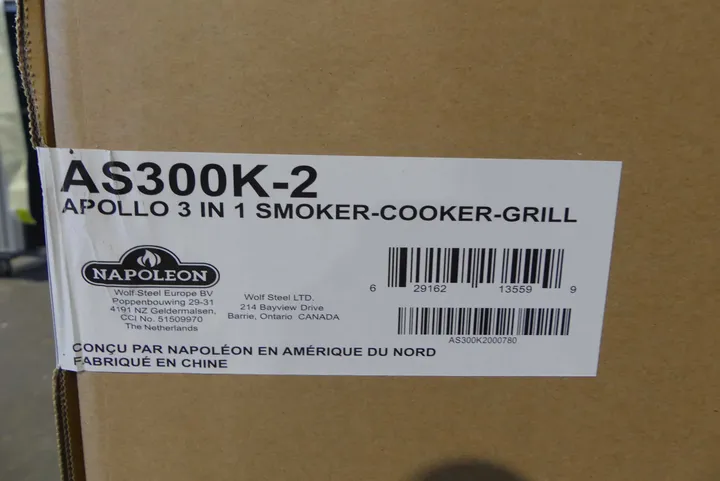 AS300K-2
APOLLO 3 IN 1 SMOKER-COOKER-GRILL
NAPOLEON
Wolf Steel Europe BV
Poppenbouwing 29-31
4191 NZ Geldermalsen,
CCI No. 51509970
The Netherlands
Wolf Steel LTD.
214 Bayview Drive
Barrie, Ontario CANADA
6 29162 13559 9
AS300K2000780
CONÇU PAR NAPOLÉON EN AMÉRIQUE DU NORD
FABRIQUÉ EN CHINE